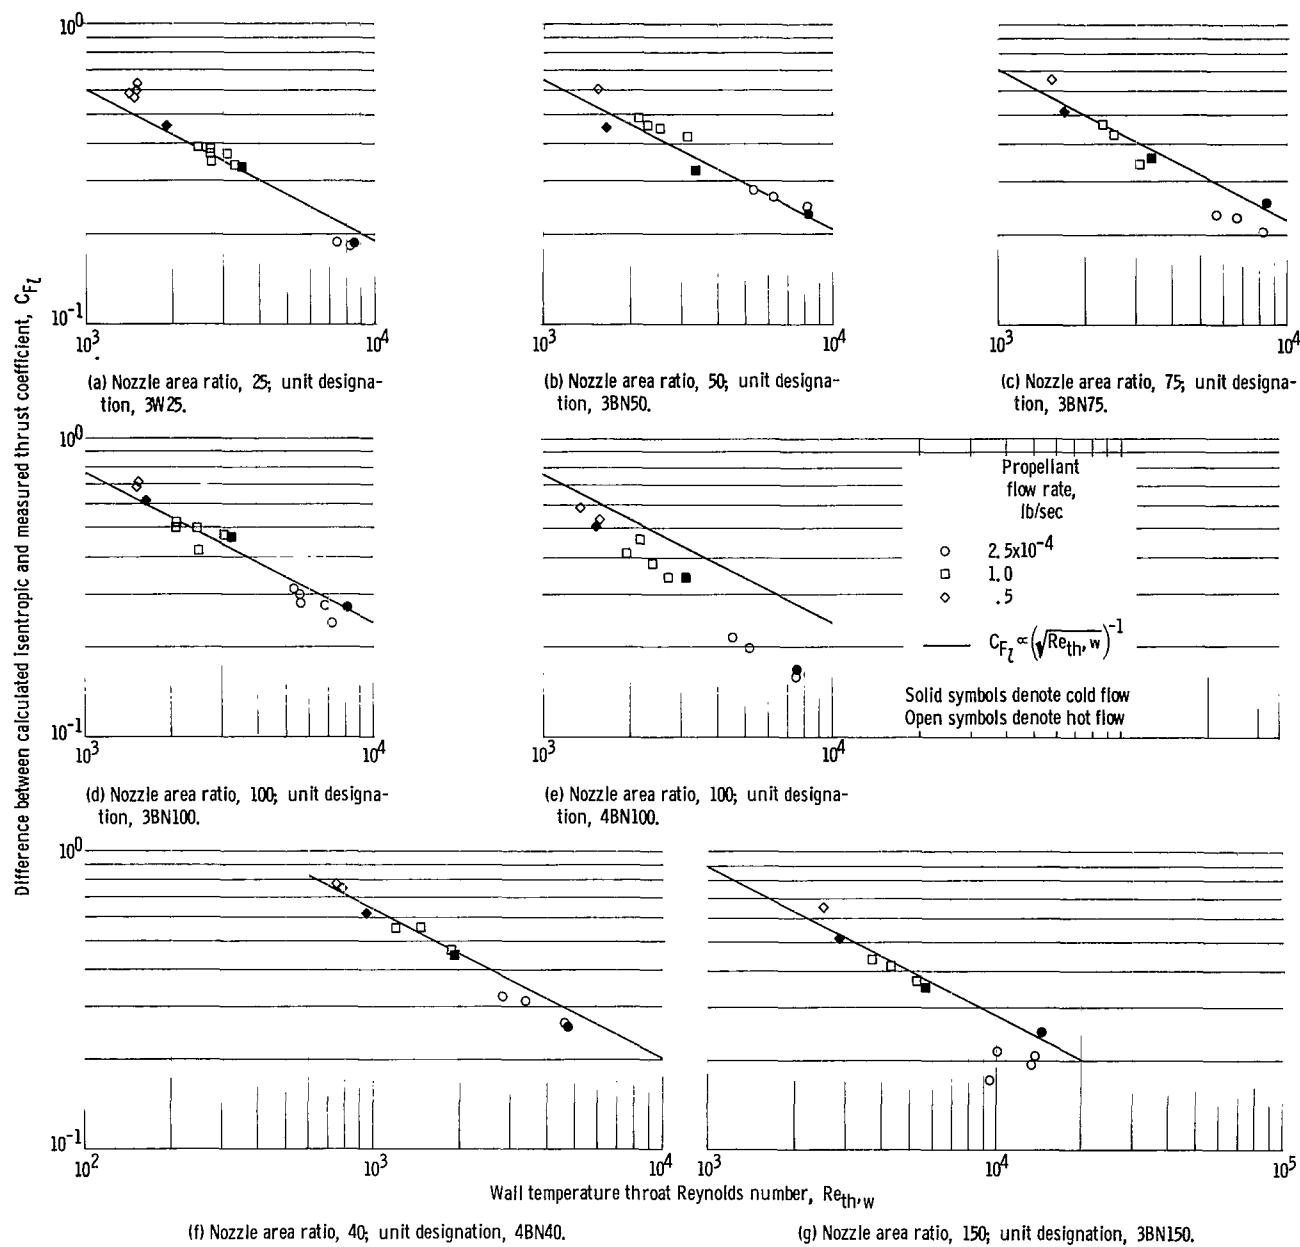 Difference between calculated isentropic and measured thrust coefficient, C_Fl
10^0
10^-1
10^3 10^4
(a) Nozzle area ratio, 25; unit designa-
tion, 3W25.
10^3 10^4
(b) Nozzle area ratio, 50; unit designa-
tion, 3BN50.
10^3 10^4
(c) Nozzle area ratio, 75; unit designa-
tion, 3BN75.
10^0
10^-1
10^3 10^4
(d) Nozzle area ratio, 100; unit designa-
tion, 3BN100.
10^3 10^4
(e) Nozzle area ratio, 100; unit designa-
tion, 4BN100.
Propellant
flow rate,
lb/sec
2.5x10^-4
1.0
.5
C_Fl ∝ (√Re_th,w)^-1
Solid symbols denote cold flow
Open symbols denote hot flow
10^0
10^-1
10^2 10^3 10^4
10^3 10^4 10^5
Wall temperature throat Reynolds number, Re_th,w
(f) Nozzle area ratio, 40; unit designation, 4BN40.
(g) Nozzle area ratio, 150; unit designation, 3BN150.